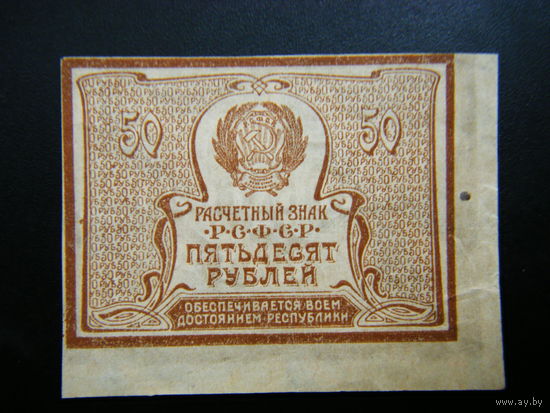 50 50
РАСЧЕТНЫЙ ЗНАК
·Р·С·Ф·С·Р·
ПЯТЬДЕСЯТ
РУБЛЕЙ
ОБЕСПЕЧИВАЕТСЯ·ВСЕМ
ДОСТОЯНИЕМ·РЕСПУБЛИКИ
www.ay.by